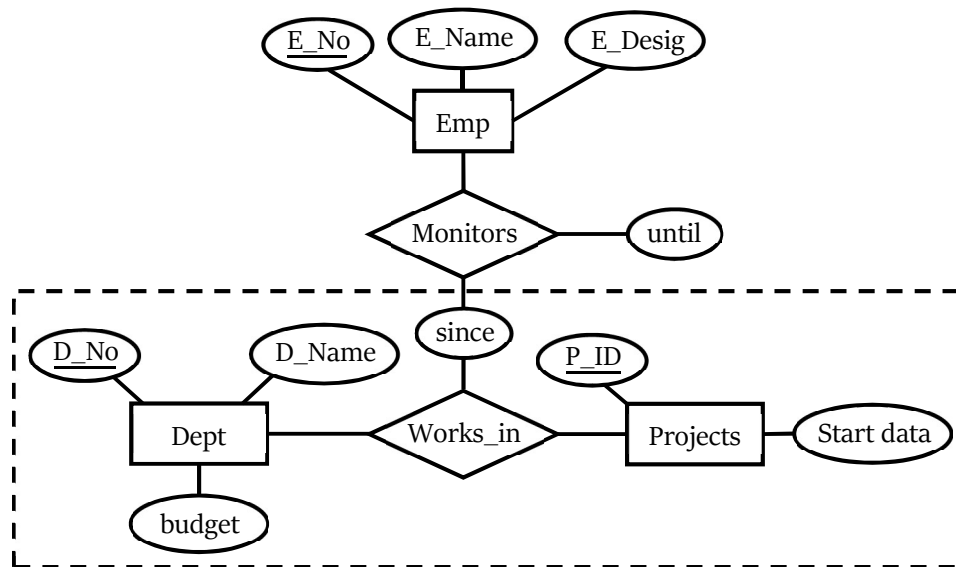 E_No
E_Name
E_Desig
Emp
Monitors
until
since
D_No
D_Name
P_ID
Dept
Works_in
Projects
Start data
budget